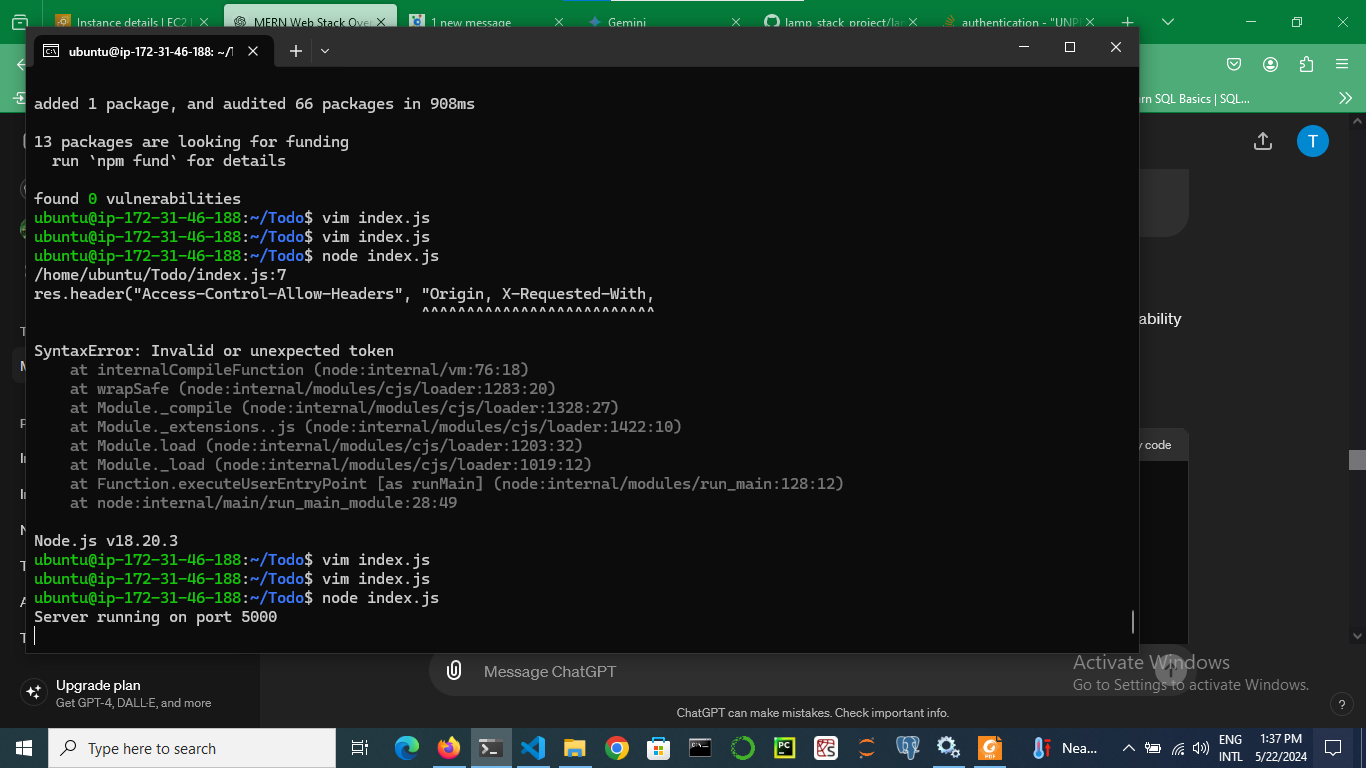 Instance details | EC2 |
MERN Web Stack Over
1 new message
Gemini
lamp_stack_project/la
authentication - "UNP
ubuntu@ip-172-31-46-188: ~/T
rn SQL Basics | SQL...
added 1 package, and audited 66 packages in 908ms
13 packages are looking for funding
run `npm fund` for details
found 0 vulnerabilities
ubuntu@ip-172-31-46-188:~/Todo$ vim index.js
ubuntu@ip-172-31-46-188:~/Todo$ vim index.js
ubuntu@ip-172-31-46-188:~/Todo$ node index.js
/home/ubuntu/Todo/index.js:7
res.header("Access-Control-Allow-Headers", "Origin, X-Requested-With,
^^^^^^^^^^^^^^^^^^^^^^^^^^
SyntaxError: Invalid or unexpected token
at internalCompileFunction (node:internal/vm:76:18)
at wrapSafe (node:internal/modules/cjs/loader:1283:20)
at Module._compile (node:internal/modules/cjs/loader:1328:27)
at Module._extensions..js (node:internal/modules/cjs/loader:1422:10)
at Module.load (node:internal/modules/cjs/loader:1203:32)
at Module._load (node:internal/modules/cjs/loader:1019:12)
at Function.executeUserEntryPoint [as runMain] (node:internal/modules/run_main:128:12)
at node:internal/main/run_main_module:28:49
Node.js v18.20.3
ubuntu@ip-172-31-46-188:~/Todo$ vim index.js
ubuntu@ip-172-31-46-188:~/Todo$ vim index.js
ubuntu@ip-172-31-46-188:~/Todo$ node index.js
Server running on port 5000
T
ability
y code
Message ChatGPT
Activate Windows
Go to Settings to activate Windows.
Upgrade plan
Get GPT-4, DALL·E, and more
ChatGPT can make mistakes. Check important info.
?
Type here to search
Nea...
ENG
INTL
1:37 PM
5/22/2024